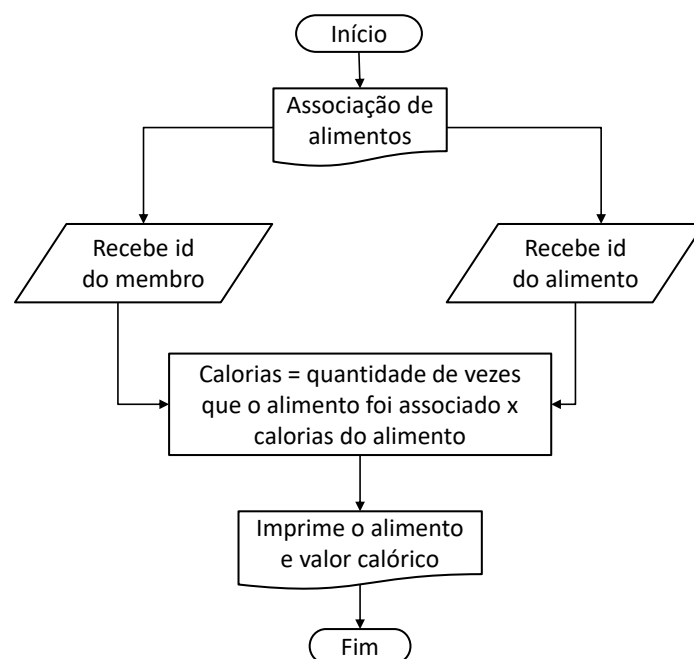 Início
Associação de
alimentos
Recebe id
do membro
Recebe id
do alimento
Calorias = quantidade de vezes
que o alimento foi associado x
calorias do alimento
Imprime o alimento
e valor calórico
Fim